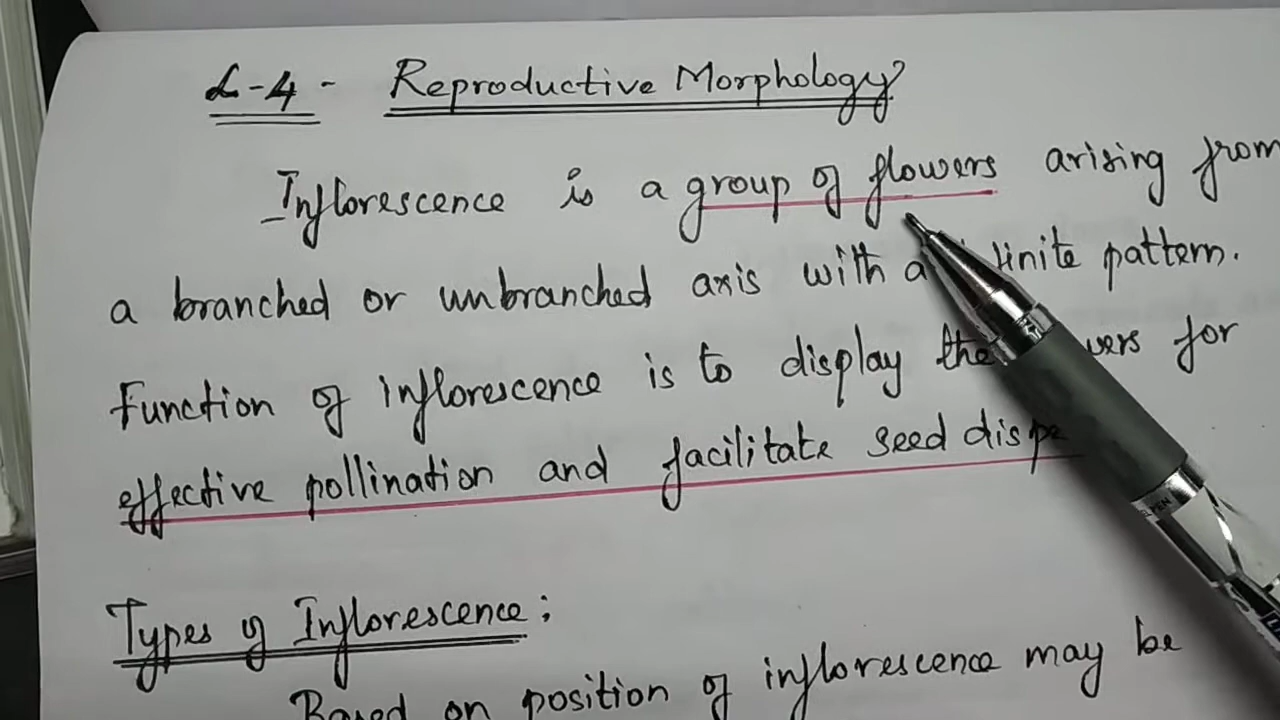 L-4- Reproductive Morphology
Inflorescence is a group of flowers arising from
a branched or unbranched axis with a pattern.
Function of inflorescence is to display the for
effective pollination and facilitate seed
Types of Inflorescence:
Based on position of inflorescence may be